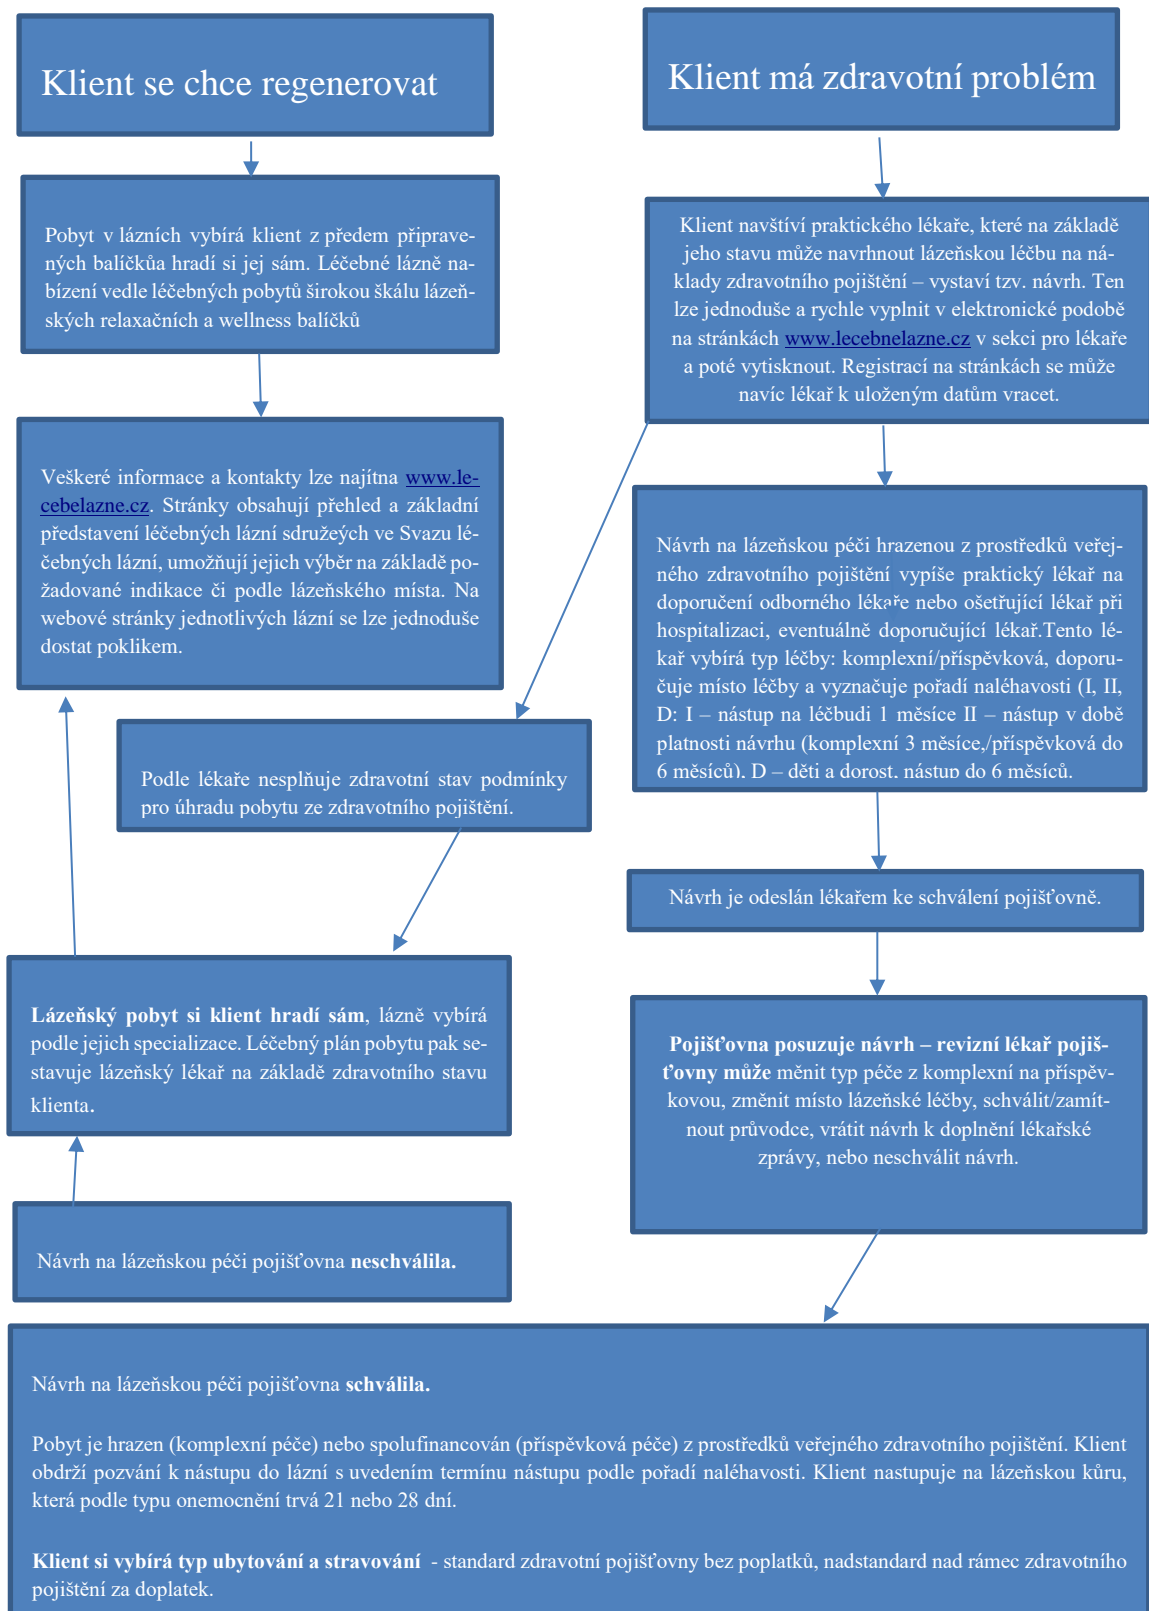 Klient se chce regenerovat
Pobyt v lázních vybírá klient z předem připrave-
ných balíčkůa hradí si jej sám. Léčebné lázně na-
bízení vedle léčebných pobytů širokou škálu lázeň-
ských relaxačních a wellness balíčků
Veškeré informace a kontakty lze najítna www.le-
cebelazne.cz. Stránky obsahují přehled a základní
představení léčebných lázní sdružeých ve Svazu lé-
čebných lázní, umožňují jejich výběr na základě po-
žadované indikace či podle lázeňského místa. Na
webové stránky jednotlivých lázní se lze jednoduše
dostat poklikem.
Klient má zdravotní problém
Klient navštíví praktického lékaře, které na základě
jeho stavu může navrhnout lázeňskou léčbu na ná-
klady zdravotního pojištění – vystaví tzv. návrh. Ten
lze jednoduše a rychle vyplnit v elektronické podobě
na stránkách www.lecebnelazne.cz v sekci pro lékaře
a poté vytisknout. Registrací na stránkách se může
navíc lékař k uloženým datům vracet.
Návrh na lázeňskou péči hrazenou z prostředků veřej-
ného zdravotního pojištění vypíše praktický lékař na
doporučení odborného lékaře nebo ošetřující lékař při
hospitalizaci, eventuálně doporučující lékař.Tento lé-
kař vybírá typ léčby: komplexní/příspěvková, doporu-
čuje místo léčby a vyznačuje pořadí naléhavosti (I, II,
D: I – nástup na léčbudi 1 měsíce II – nástup v době
platnosti návrhu (komplexní 3 měsíce,/příspěvková do
6 měsíců). D – děti a dorost. nástup do 6 měsíců.
Podle lékaře nesplňuje zdravotní stav podmínky
pro úhradu pobytu ze zdravotního pojištění.
Návrh je odeslán lékařem ke schválení pojišťovně.
Lázeňský pobyt si klient hradí sám, lázně vybírá
podle jejich specializace. Léčebný plán pobytu pak se-
stavuje lázeňský lékař na základě zdravotního stavu
klienta.
Pojišťovna posuzuje návrh – revizní lékař pojiš-
ťovny může měnit typ péče z komplexní na příspěv-
kovou, změnit místo lázeňské léčby, schválit/zamít-
nout průvodce, vrátit návrh k doplnění lékařské
zprávy, nebo neschválit návrh.
Návrh na lázeňskou péči pojišťovna neschválila.
Návrh na lázeňskou péči pojišťovna schválila.
Pobyt je hrazen (komplexní péče) nebo spolufinancován (příspěvková péče) z prostředků veřejného zdravotního pojištění. Klient
obdrží pozvání k nástupu do lázní s uvedením termínu nástupu podle pořadí naléhavosti. Klient nastupuje na lázeňskou kůru,
která podle typu onemocnění trvá 21 nebo 28 dní.
Klient si vybírá typ ubytování a stravování - standard zdravotní pojišťovny bez poplatků, nadstandard nad rámec zdravotního
pojištění za doplatek.